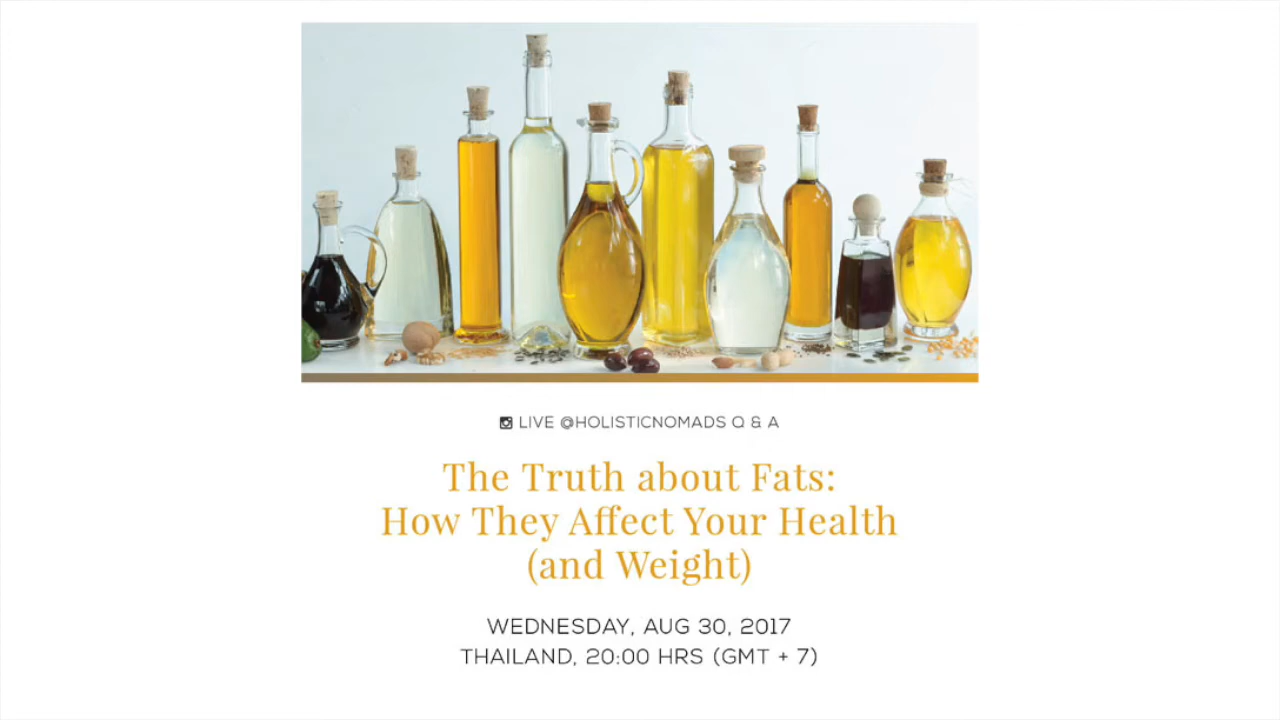 LIVE @HOLISTICNOMADS Q & A
The Truth about Fats:
How They Affect Your Health
(and Weight)
WEDNESDAY, AUG 30, 2017
THAILAND, 20:00 HRS (GMT + 7)